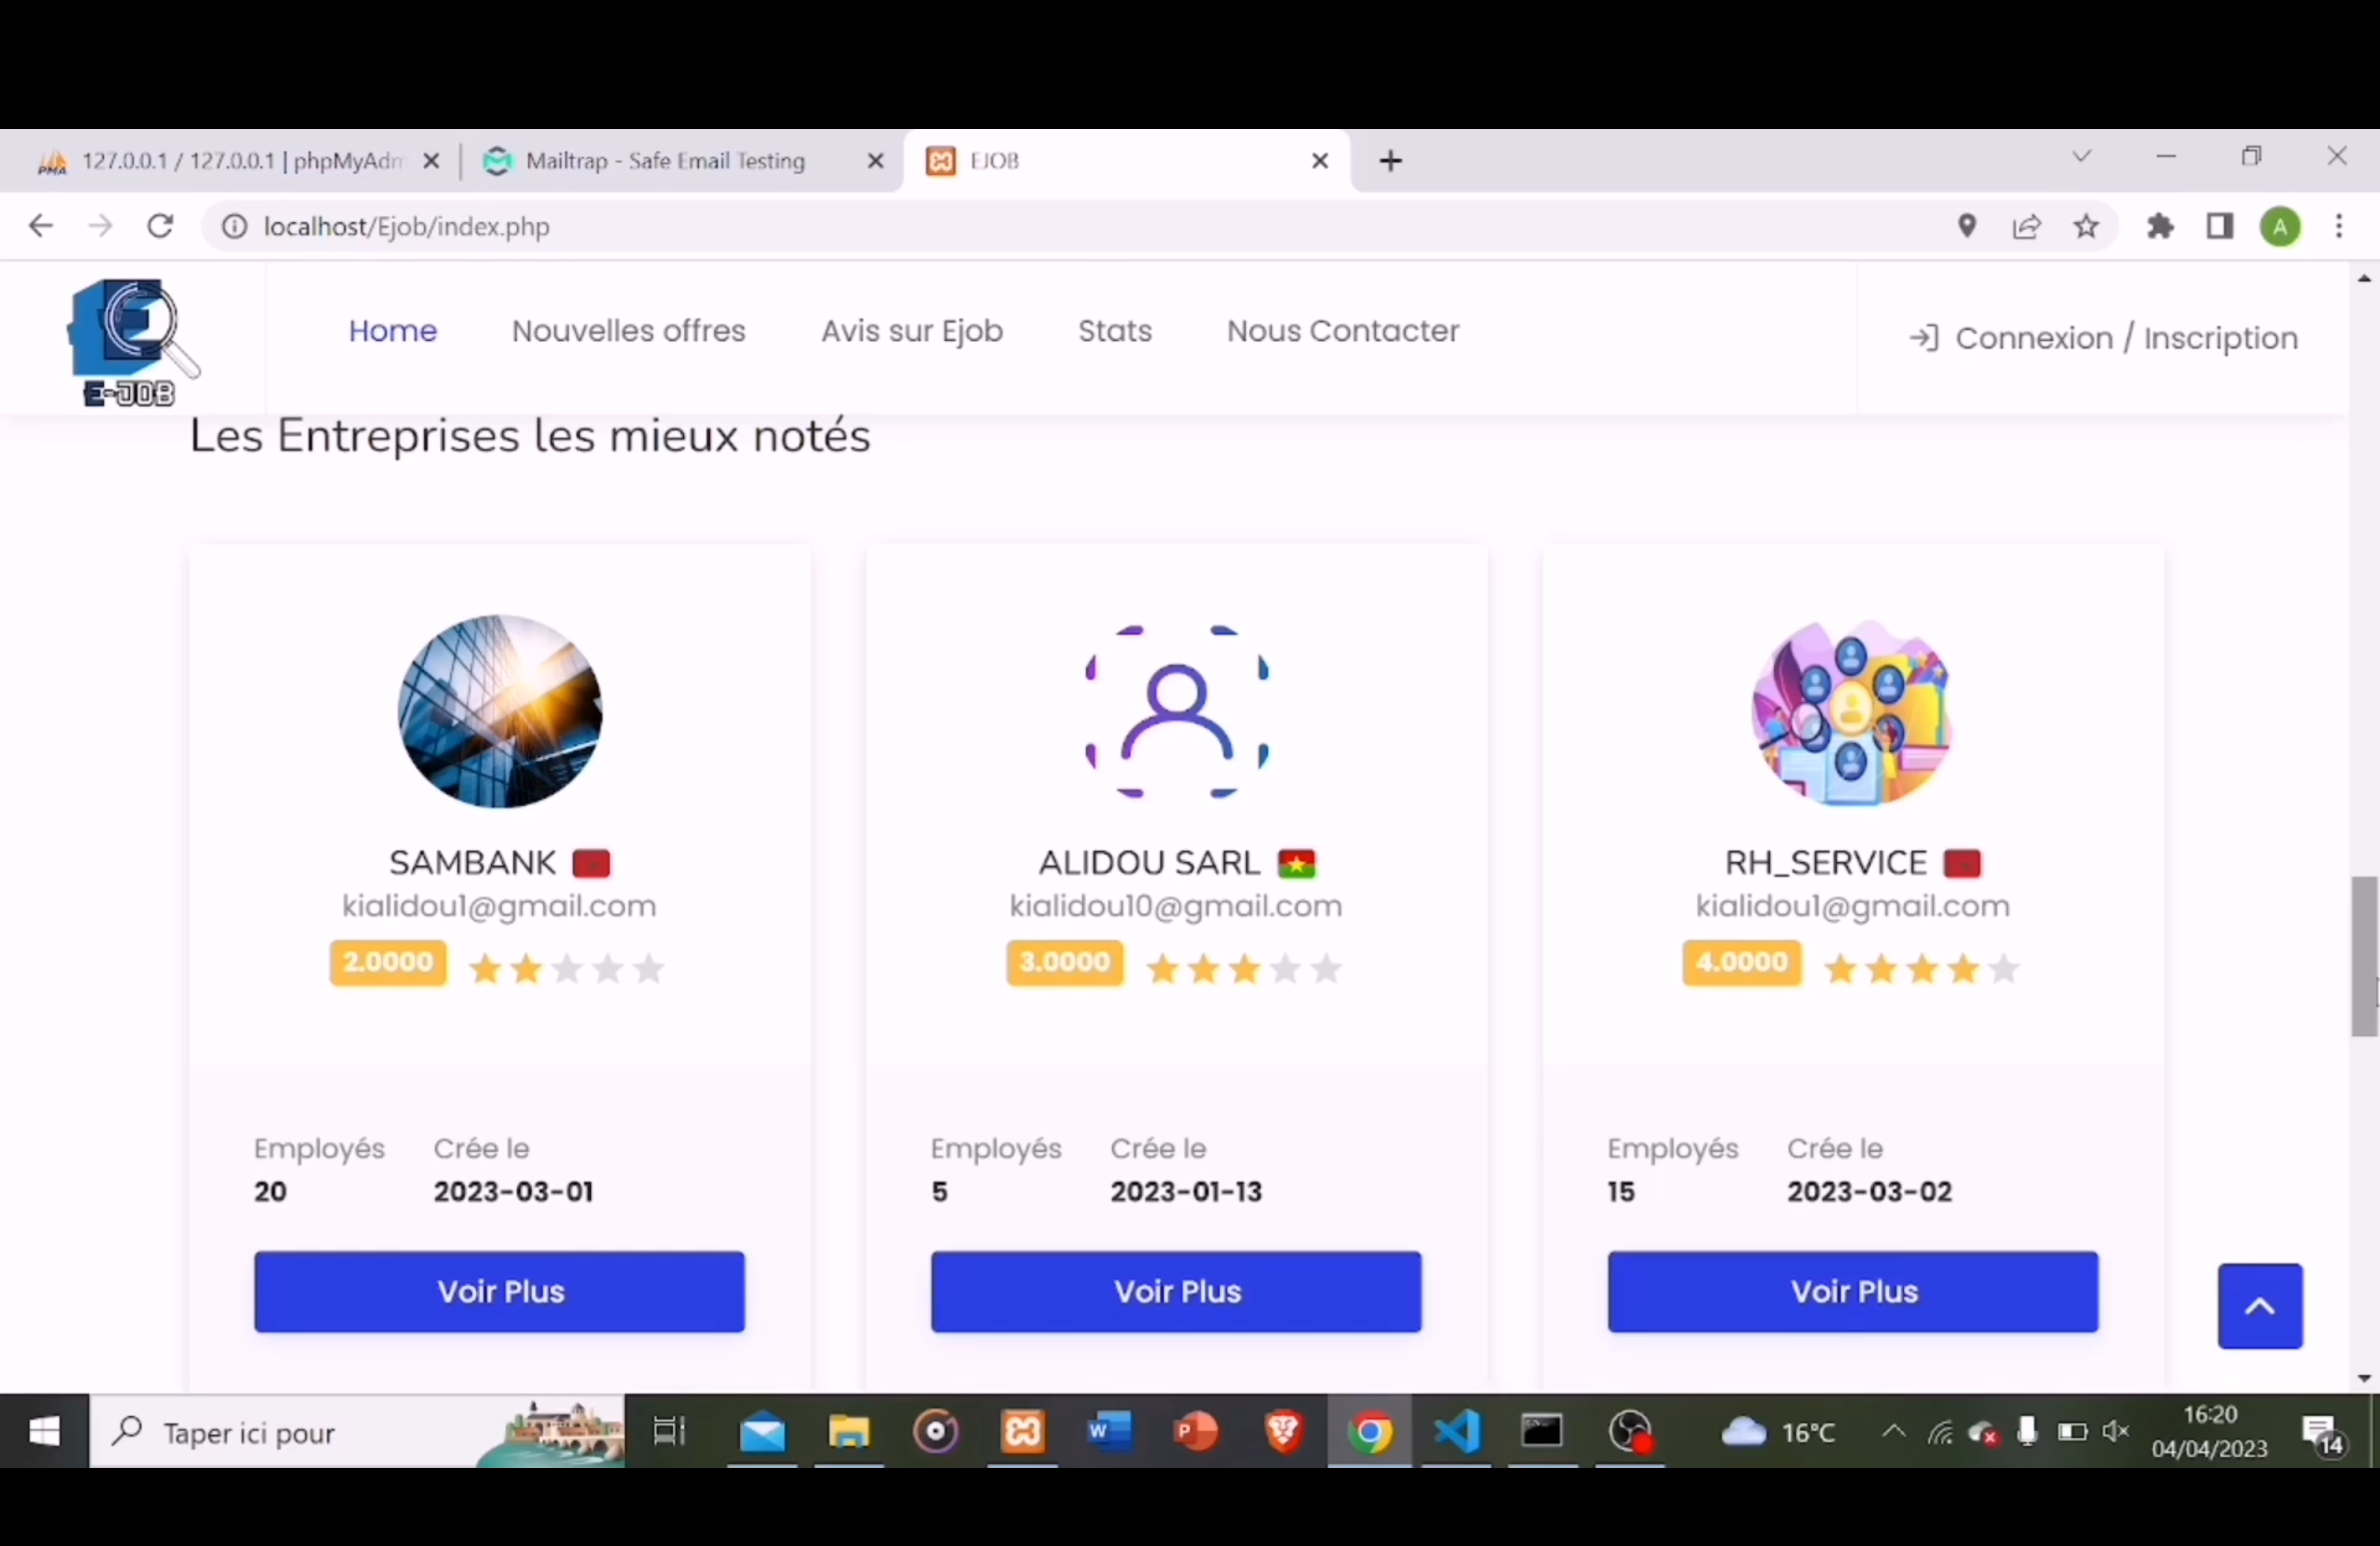 127.0.0.1 / 127.0.0.1 | phpMyAdm
Mailtrap - Safe Email Testing
EJOB
localhost/Ejob/index.php
A
E-JOB
Home
Nouvelles offres
Avis sur Ejob
Stats
Nous Contacter
Connexion / Inscription
Les Entreprises les mieux notés
SAMBANK
kialidou1@gmail.com
2.0000
Employés
Crée le
20
2023-03-01
Voir Plus
ALIDOU SARL
kialidou10@gmail.com
3.0000
Employés
Crée le
5
2023-01-13
Voir Plus
RH_SERVICE
kialidou1@gmail.com
4.0000
Employés
Crée le
15
2023-03-02
Voir Plus
Taper ici pour
16°C
16:20
04/04/2023
14